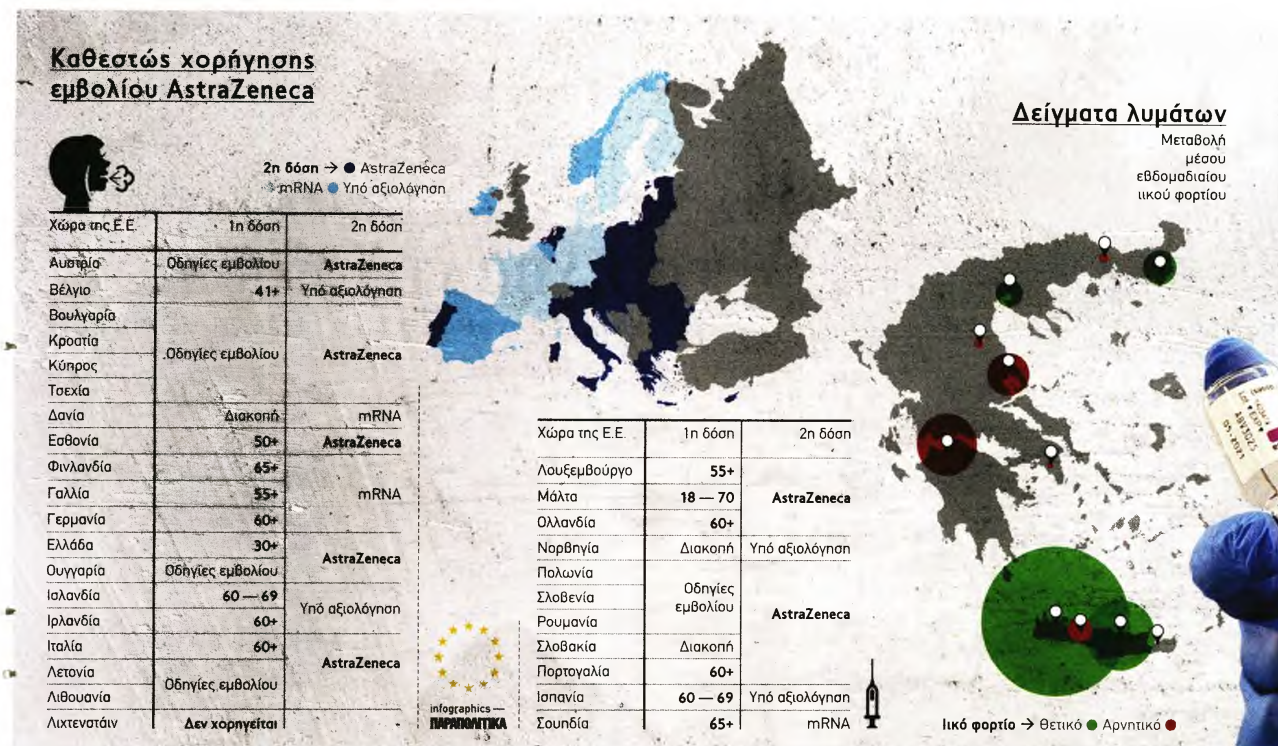 Καθεστώς χορήγησης
εμβολίου AstraZeneca
2η δόση → AstraZeneca
mRNA Υπό αξιολόγηση
Χώρα της Ε.Ε. 1η δόση 2η δόση
Αυστρία Οδηγίες εμβολίου AstraZeneca
Βέλγιο 41+ Υπό αξιολόγηση
Βουλγαρία
Κροατία
Οδηγίες εμβολίου AstraZeneca
Κύπρος
Τσεχία
Δανία Διακοπή mRNA
Εσθονία 50+ AstraZeneca
Φινλανδία 65+
Γαλλία 55+ mRNA
Γερμανία 60+
Ελλάδα 30+
AstraZeneca
Ουγγαρία Οδηγίες εμβολίου
Ισλανδία 60 — 69
Υπό αξιολόγηση
Ιρλανδία 60+
Ιταλία 60+
AstraZeneca
Λετονία
Οδηγίες εμβολίου
Λιθουανία
Λιχτενστάιν Δεν χορηγείται -
Χώρα της Ε.Ε. 1η δόση 2η δόση
Λουξεμβούργο 55+
Μάλτα 18 — 70 AstraZeneca
Ολλανδία 60+
Νορβηγία Διακοπή Υπό αξιολόγηση
Πολωνία
Οδηγίες
Σλοβενία
εμβολίου
AstraZeneca
Ρουμανία
Σλοβακία Διακοπή
Πορτογαλία 60+
Ισπανία 60 — 69 Υπό αξιολόγηση
Σουηδία 65+ mRNA
infographics —
ΠΑΡΑΠΟΛΙΤΙΚΑ
Δείγματα λυμάτων
Μεταβολή
μέσου
εβδομαδιαίου
ιικού φορτίου
Ιικό φορτίο → Θετικό Αρνητικό